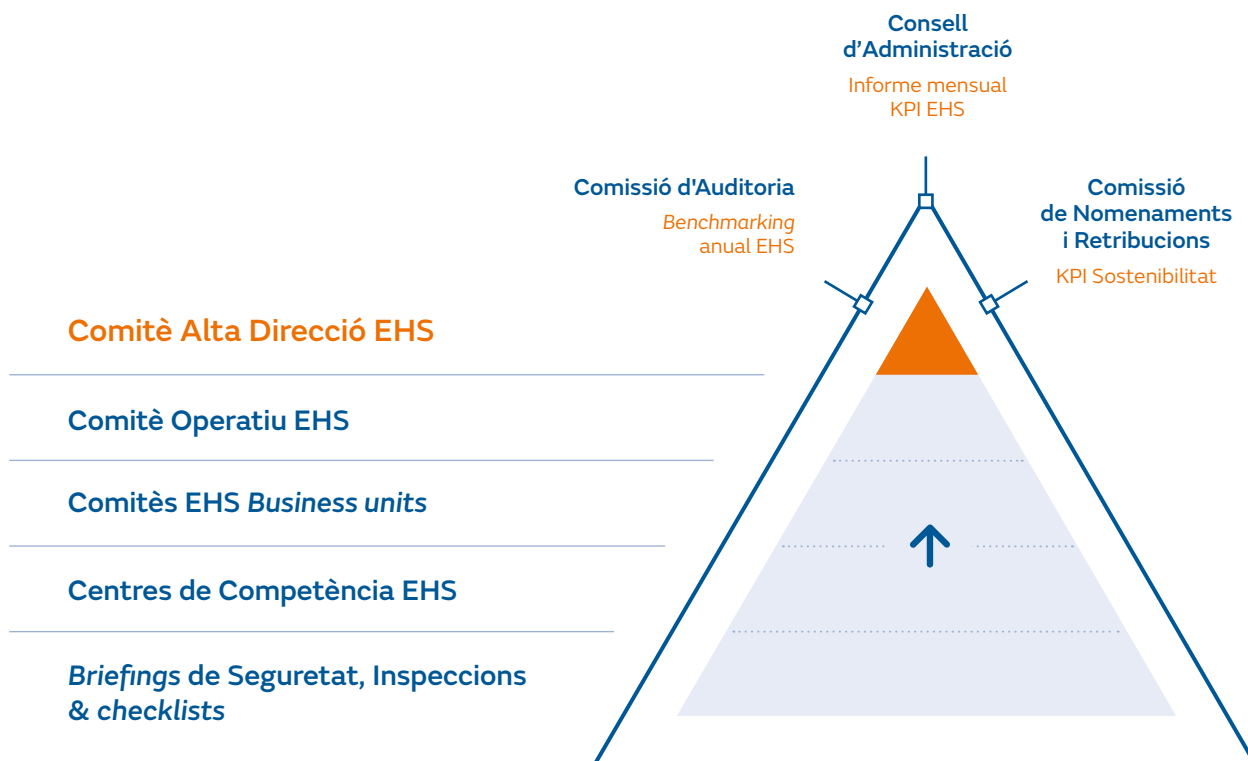 Consell
d’Administració
Informe mensual
KPI EHS
Comissió d'Auditoria
Benchmarking
anual EHS
Comissió
de Nomenaments
i Retribucions
KPI Sostenibilitat
Comitè Alta Direcció EHS
Comitè Operatiu EHS
Comitès EHS Business units
Centres de Competència EHS
Briefings de Seguretat, Inspeccions
& checklists